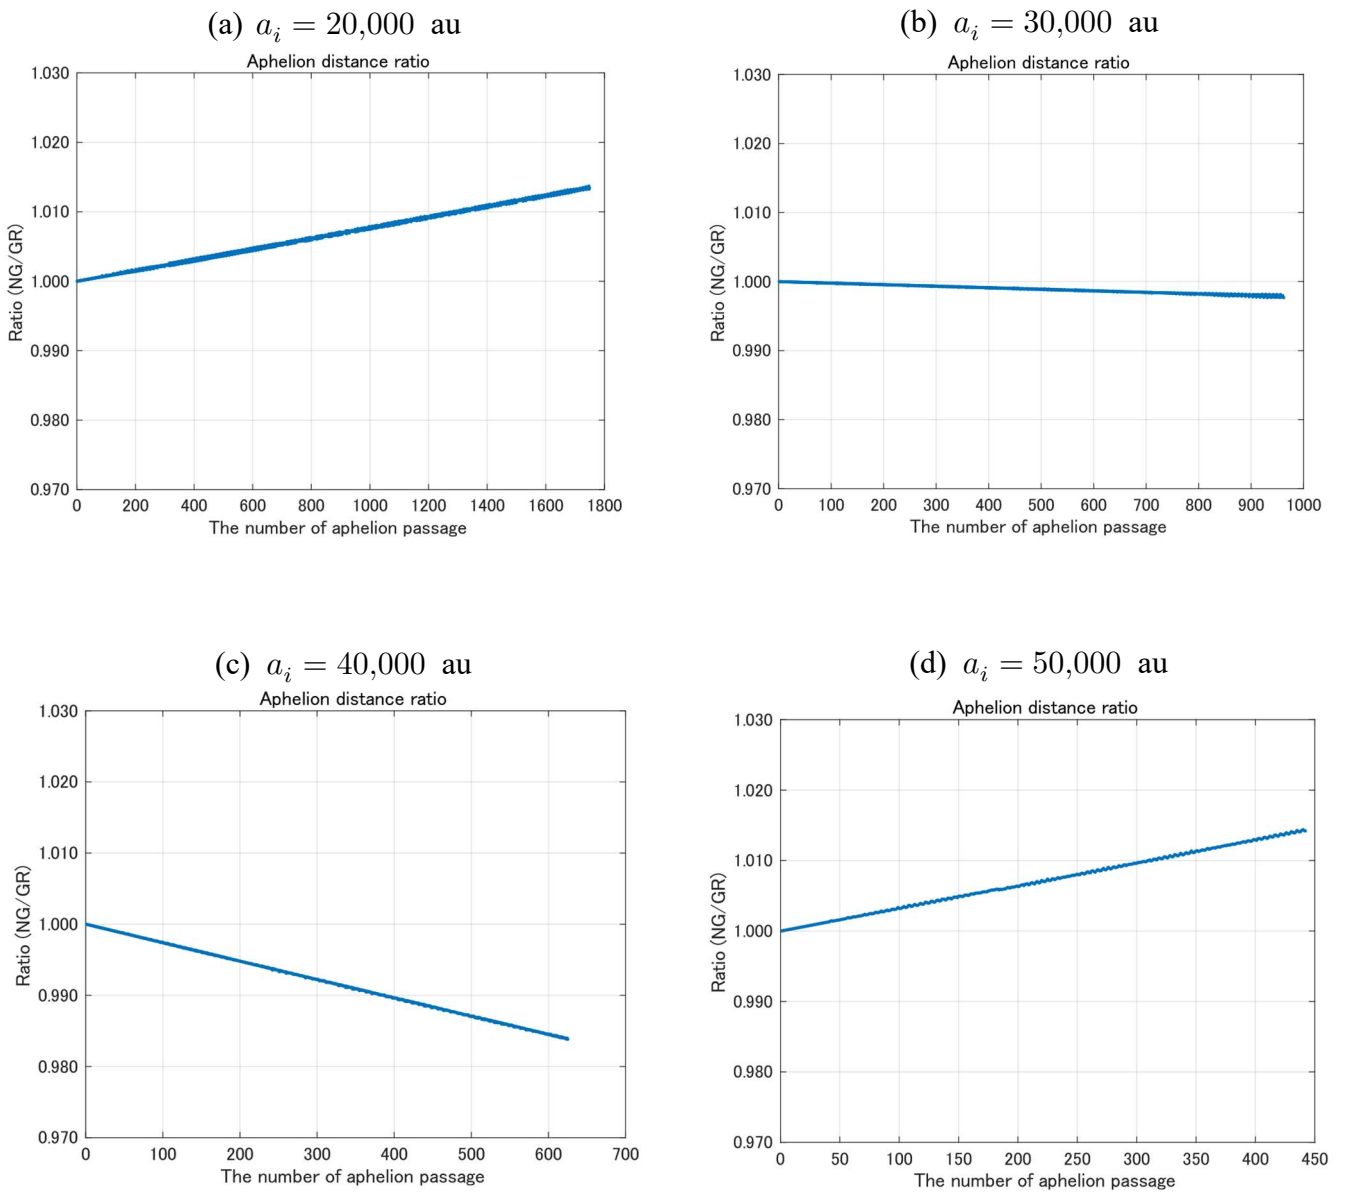 (a) a_i = 20,000 au
Aphelion distance ratio
1.030
1.020
1.010
1.000
0.990
0.980
0.970
Ratio (NG/GR)
0 200 400 600 800 1000 1200 1400 1600 1800
The number of aphelion passage
(b) a_i = 30,000 au
Aphelion distance ratio
1.030
1.020
1.010
1.000
0.990
0.980
0.970
Ratio (NG/GR)
0 100 200 300 400 500 600 700 800 900 1000
The number of aphelion passage
(c) a_i = 40,000 au
Aphelion distance ratio
1.030
1.020
1.010
1.000
0.990
0.980
0.970
Ratio (NG/GR)
0 100 200 300 400 500 600 700
The number of aphelion passage
(d) a_i = 50,000 au
Aphelion distance ratio
1.030
1.020
1.010
1.000
0.990
0.980
0.970
Ratio (NG/GR)
0 50 100 150 200 250 300 350 400 450
The number of aphelion passage